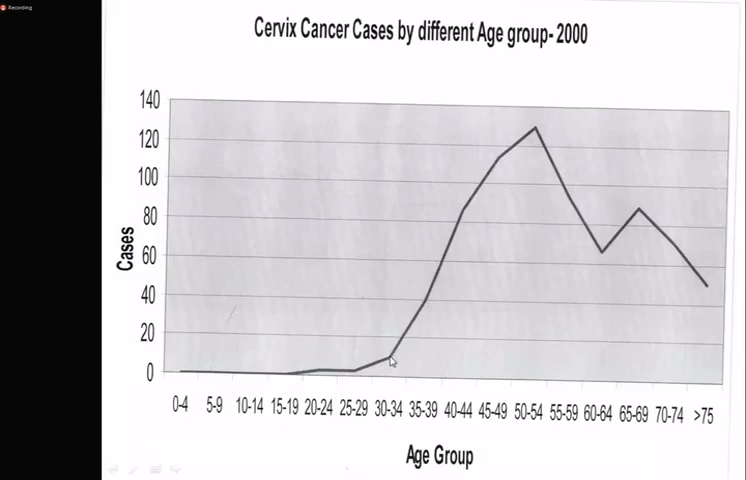 Recording
Cervix Cancer Cases by different Age group- 2000
140
120
100
80
60
40
20
0
Cases
0-4 5-9 10-14 15-19 20-24 25-29 30-34 35-39 40-44 45-49 50-54 55-59 60-64 65-69 70-74 >75
Age Group